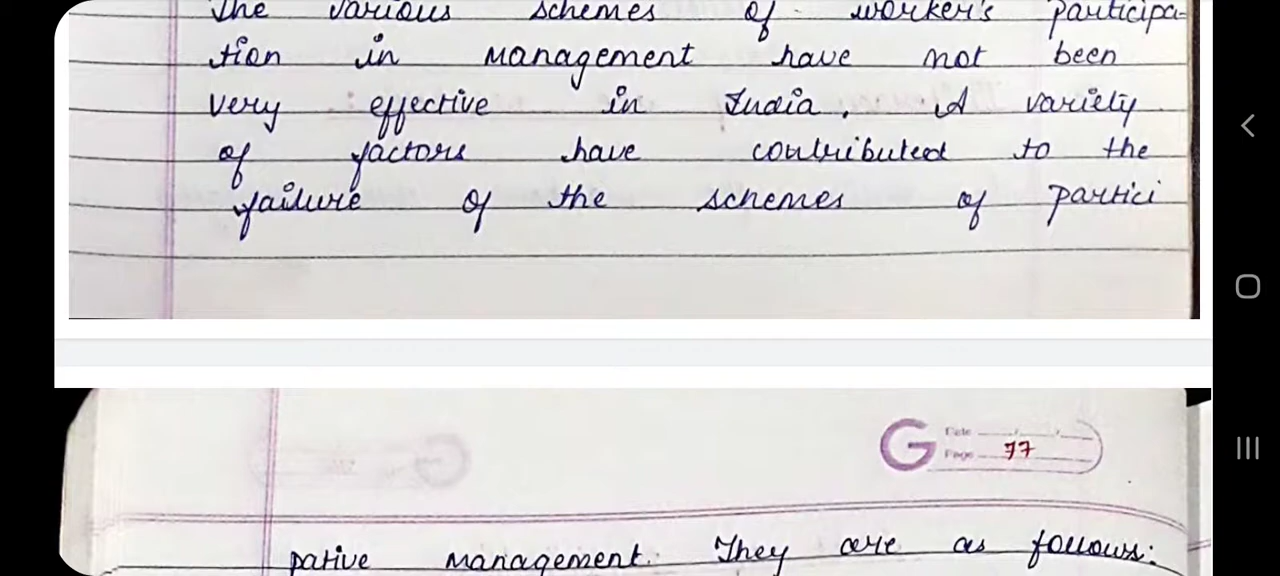 The various schemes of worker's participa-
tion in management have not been
very effective in India. A variety
of factors have contributed to the
failure of the schemes of partici
G
Date
Page 77
pative management. They are as follows: